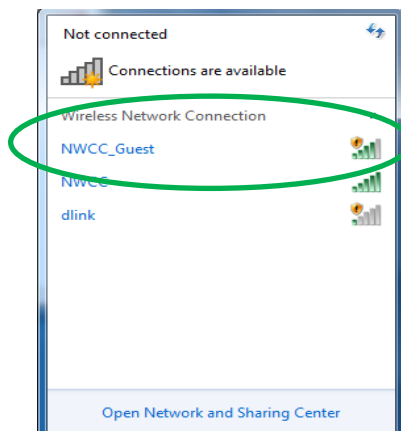 Not connected
Connections are available
Wireless Network Connection
NWCC_Guest
NWCC
dlink
Open Network and Sharing Center